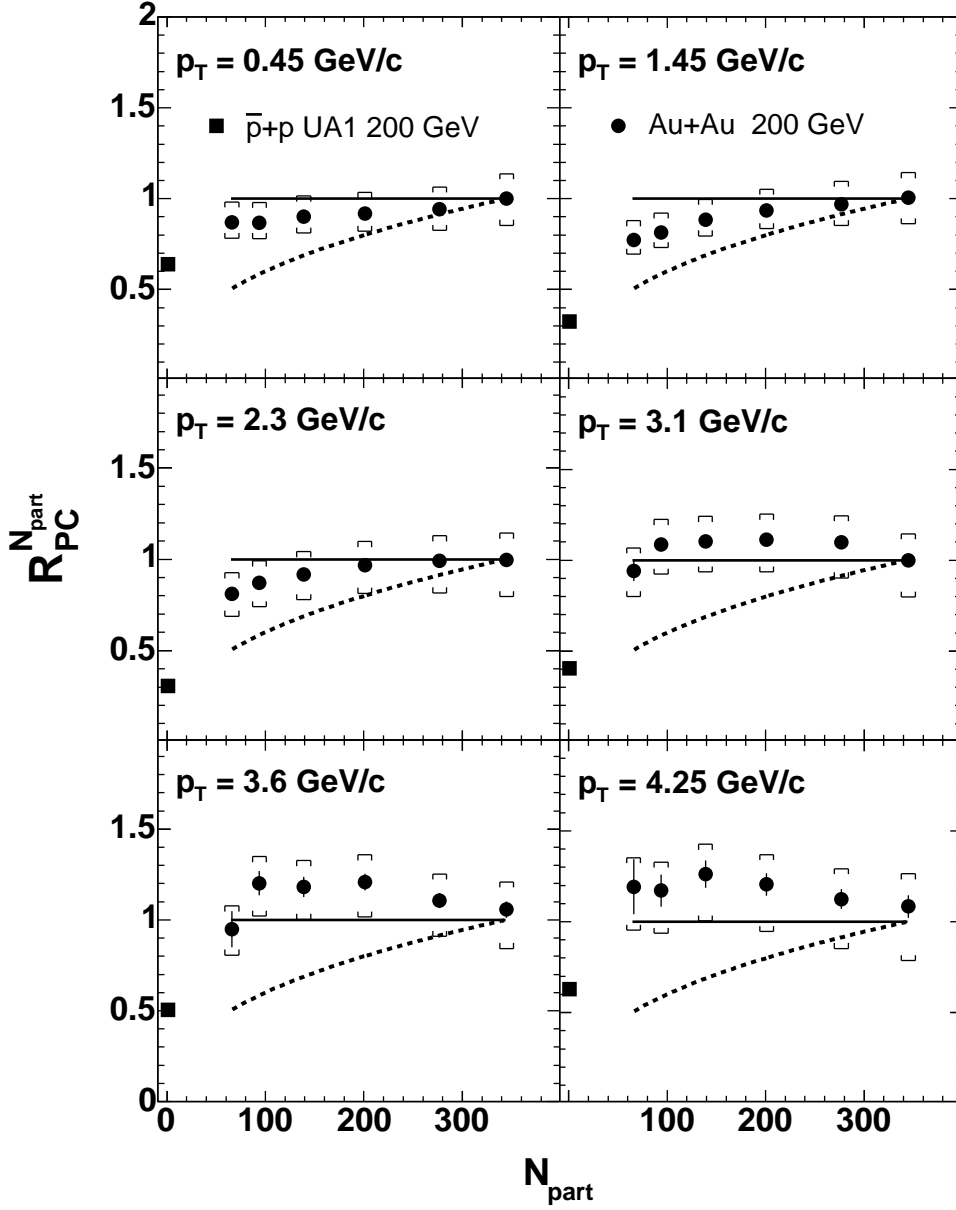 2
p_T = 0.45 GeV/c
p_T = 1.45 GeV/c
1.5
p̅+p UA1 200 GeV
Au+Au 200 GeV
1
0.5
p_T = 2.3 GeV/c
p_T = 3.1 GeV/c
1.5
1
0.5
R_PC^N_part
p_T = 3.6 GeV/c
p_T = 4.25 GeV/c
1.5
1
0.5
0
0 100 200 300 100 200 300
N_part